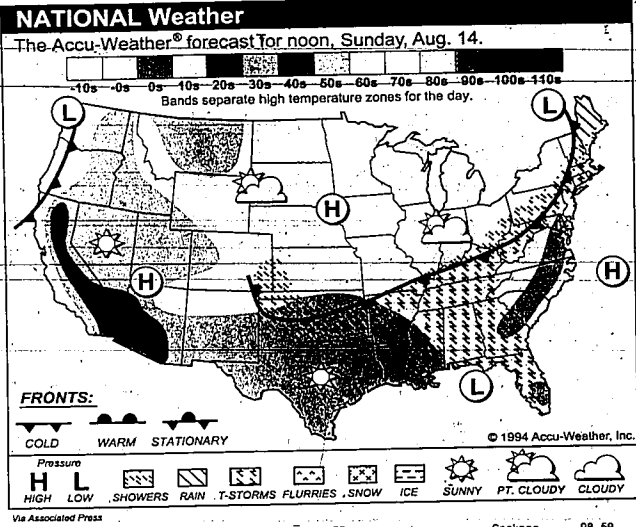 NATIONAL Weather
The Accu-Weather® forecast for noon, Sunday, Aug. 14.
-10s -0s 0s 10s 20s 30s 40s 50s 60s 70s 80s 90s 100s 110s
Bands separate high temperature zones for the day.
L L
H
H H
L
FRONTS:
COLD WARM STATIONARY
© 1994 Accu-Weather, Inc.
Pressure
H L
HIGH LOW SHOWERS RAIN T-STORMS FLURRIES SNOW ICE SUNNY PT. CLOUDY CLOUDY
Via Associated Press